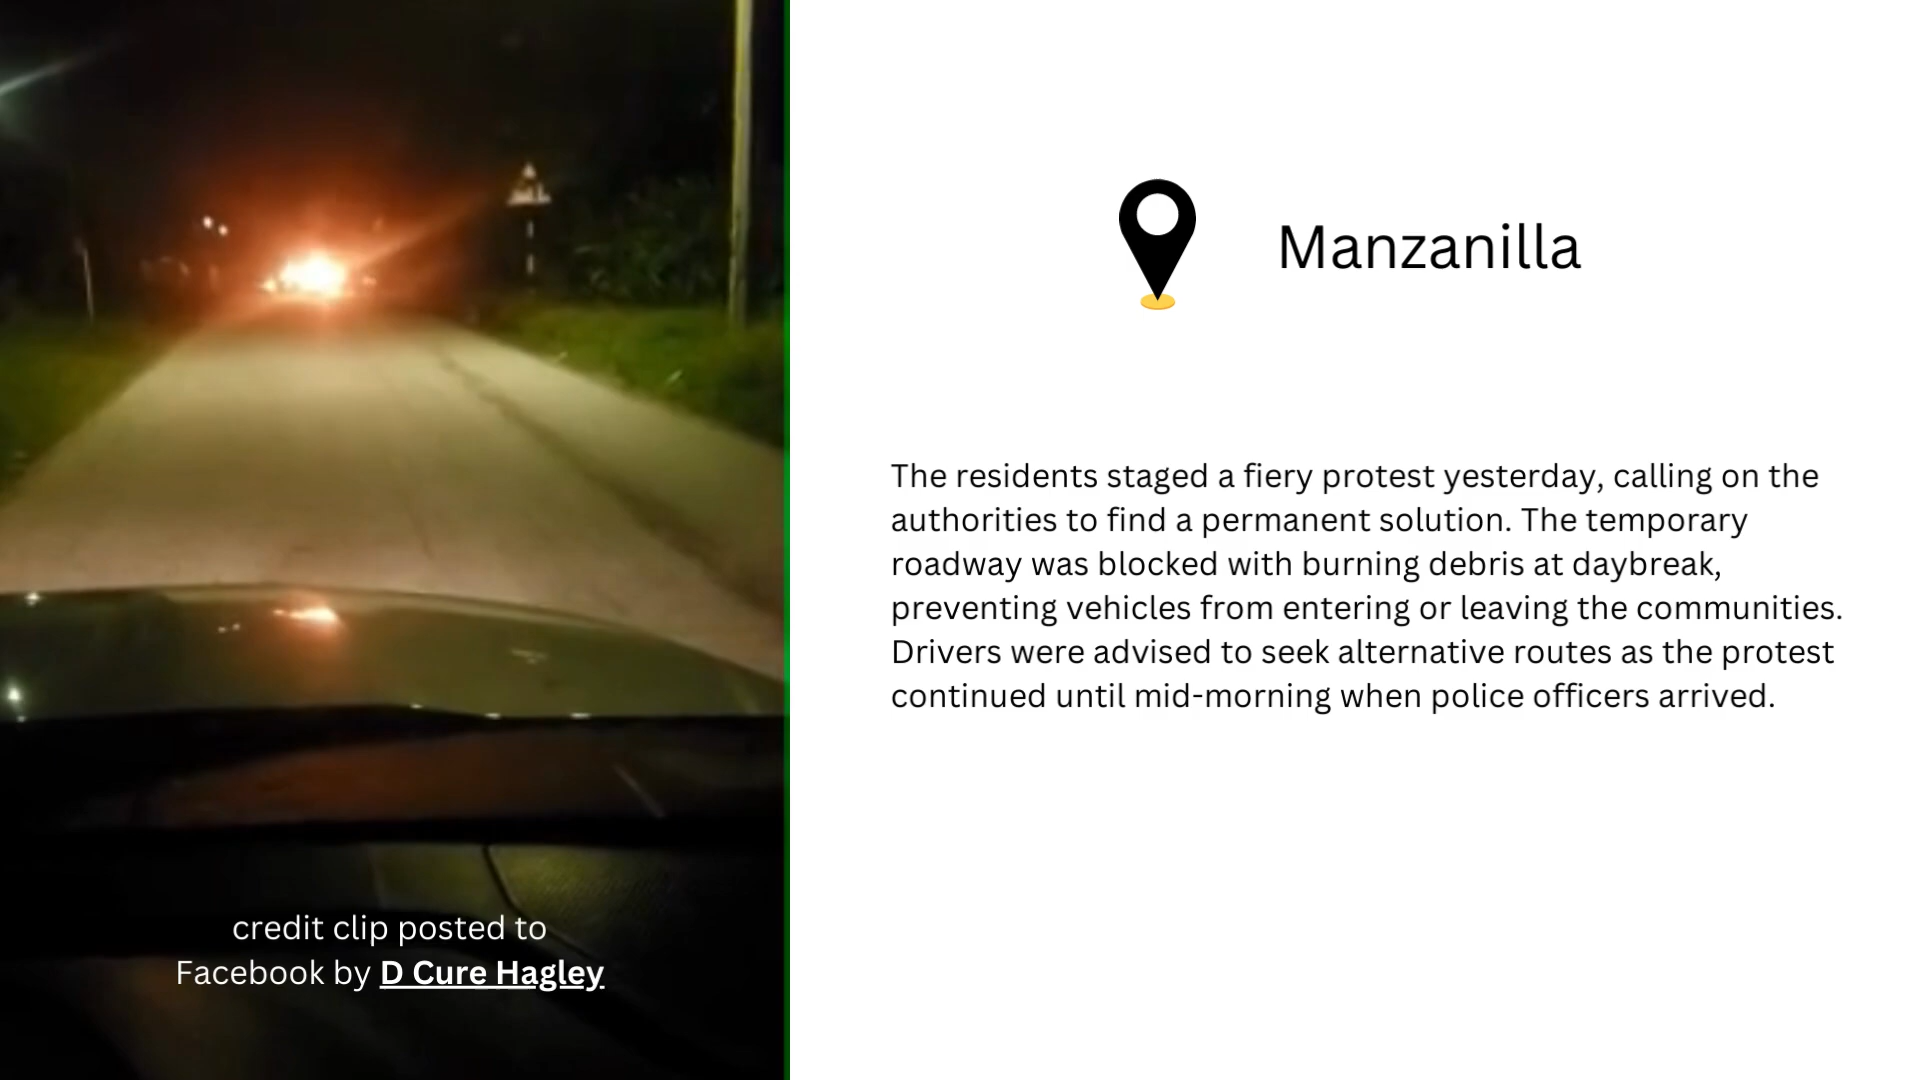 Manzanilla
The residents staged a fiery protest yesterday, calling on the
authorities to find a permanent solution. The temporary
roadway was blocked with burning debris at daybreak,
preventing vehicles from entering or leaving the communities.
Drivers were advised to seek alternative routes as the protest
continued until mid-morning when police officers arrived.
credit clip posted to
Facebook by D Cure Hagley